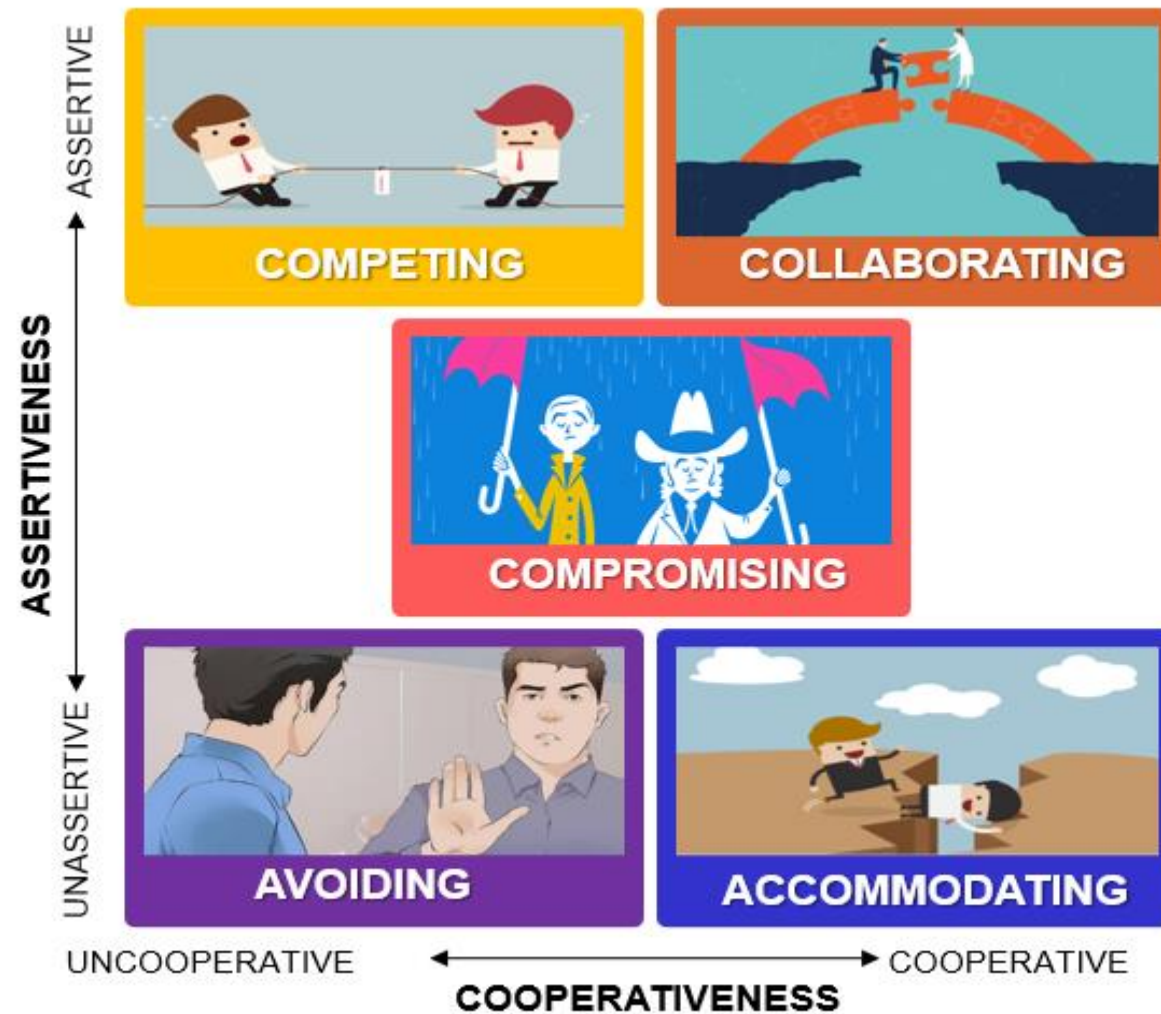 ASSERTIVE
COMPETING
COLLABORATING
ASSERTIVENESS
COMPROMISING
UNASSERTIVE
AVOIDING
ACCOMMODATING
UNCOOPERATIVE
COOPERATIVE
COOPERATIVENESS